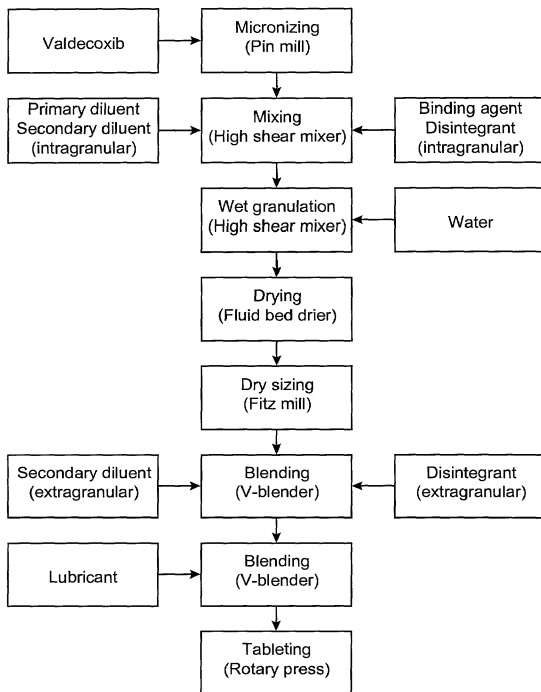 Valdecoxib
Micronizing
(Pin mill)
Primary diluent
Secondary diluent
(intragranular)
Mixing
(High shear mixer)
Binding agent
Disintegrant
(intragranular)
Wet granulation
(High shear mixer)
Water
Drying
(Fluid bed drier)
Dry sizing
(Fitz mill)
Secondary diluent
(extragranular)
Blending
(V-blender)
Disintegrant
(extragranular)
Lubricant
Blending
(V-blender)
Tableting
(Rotary press)